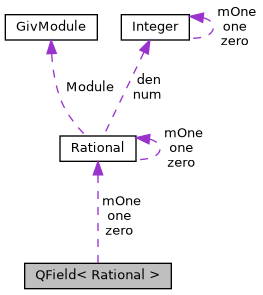 GivModule
Integer
mOne
one
zero
Module
den
num
Rational
mOne
one
zero
mOne
one
zero
QField< Rational >